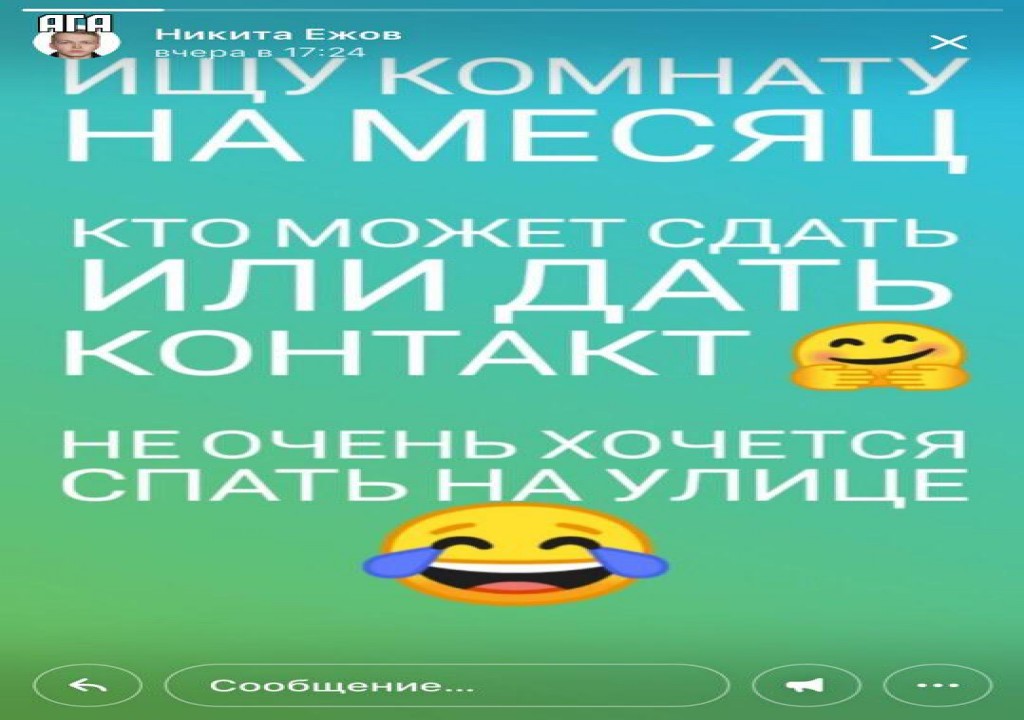 АГА
Никита Ежов
вчера в 17:24
ИЩУ КОМНАТУ
НА МЕСЯЦ
КТО МОЖЕТ СДАТЬ
ИЛИ ДАТЬ
КОНТАКТ 🤗
НЕ ОЧЕНЬ ХОЧЕТСЯ
СПАТЬ НА УЛИЦЕ
😂
Сообщение...